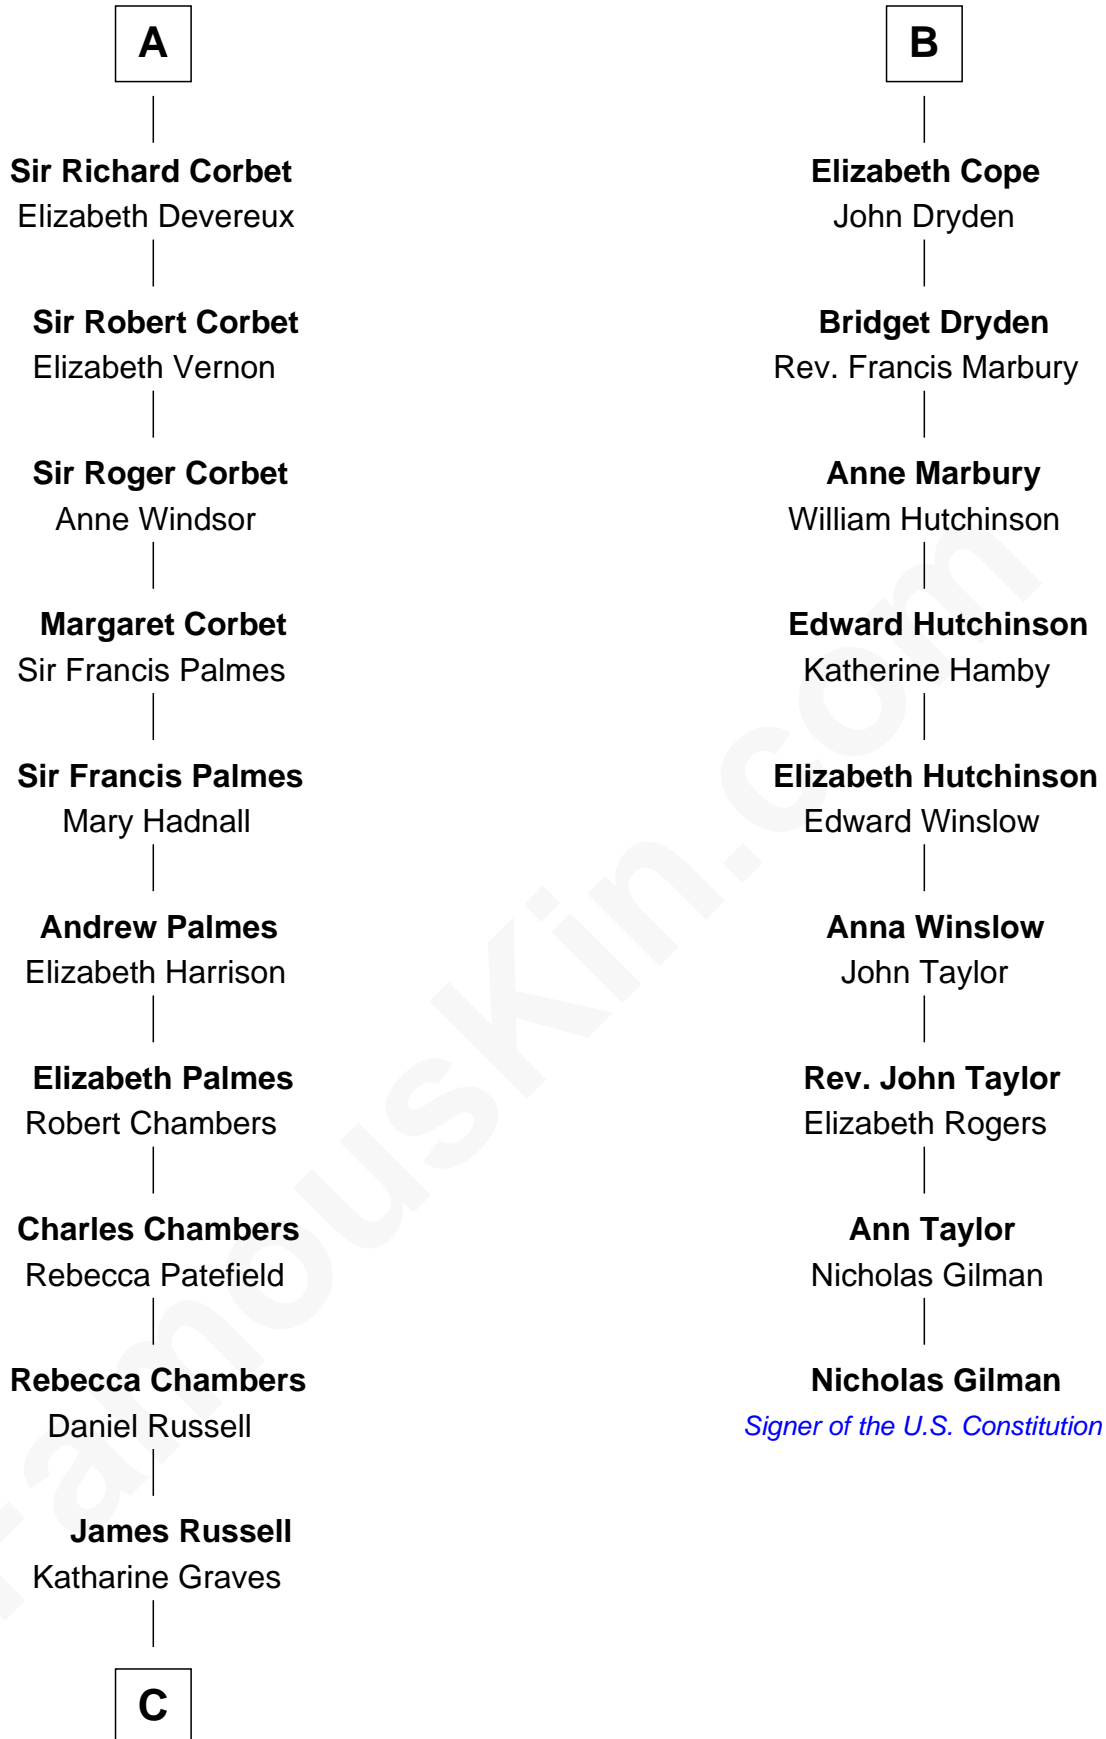 A
Sir Richard Corbet
Elizabeth Devereux
Sir Robert Corbet
Elizabeth Vernon
Sir Roger Corbet
Anne Windsor
Margaret Corbet
Sir Francis Palmes
Sir Francis Palmes
Mary Hadnall
Andrew Palmes
Elizabeth Harrison
Elizabeth Palmes
Robert Chambers
Charles Chambers
Rebecca Patefield
Rebecca Chambers
Daniel Russell
James Russell
Katharine Graves
C
B
Elizabeth Cope
John Dryden
Bridget Dryden
Rev. Francis Marbury
Anne Marbury
William Hutchinson
Edward Hutchinson
Katherine Hamby
Elizabeth Hutchinson
Edward Winslow
Anna Winslow
John Taylor
Rev. John Taylor
Elizabeth Rogers
Ann Taylor
Nicholas Gilman
Nicholas Gilman
Signer of the U.S. Constitution
FamousKin.com